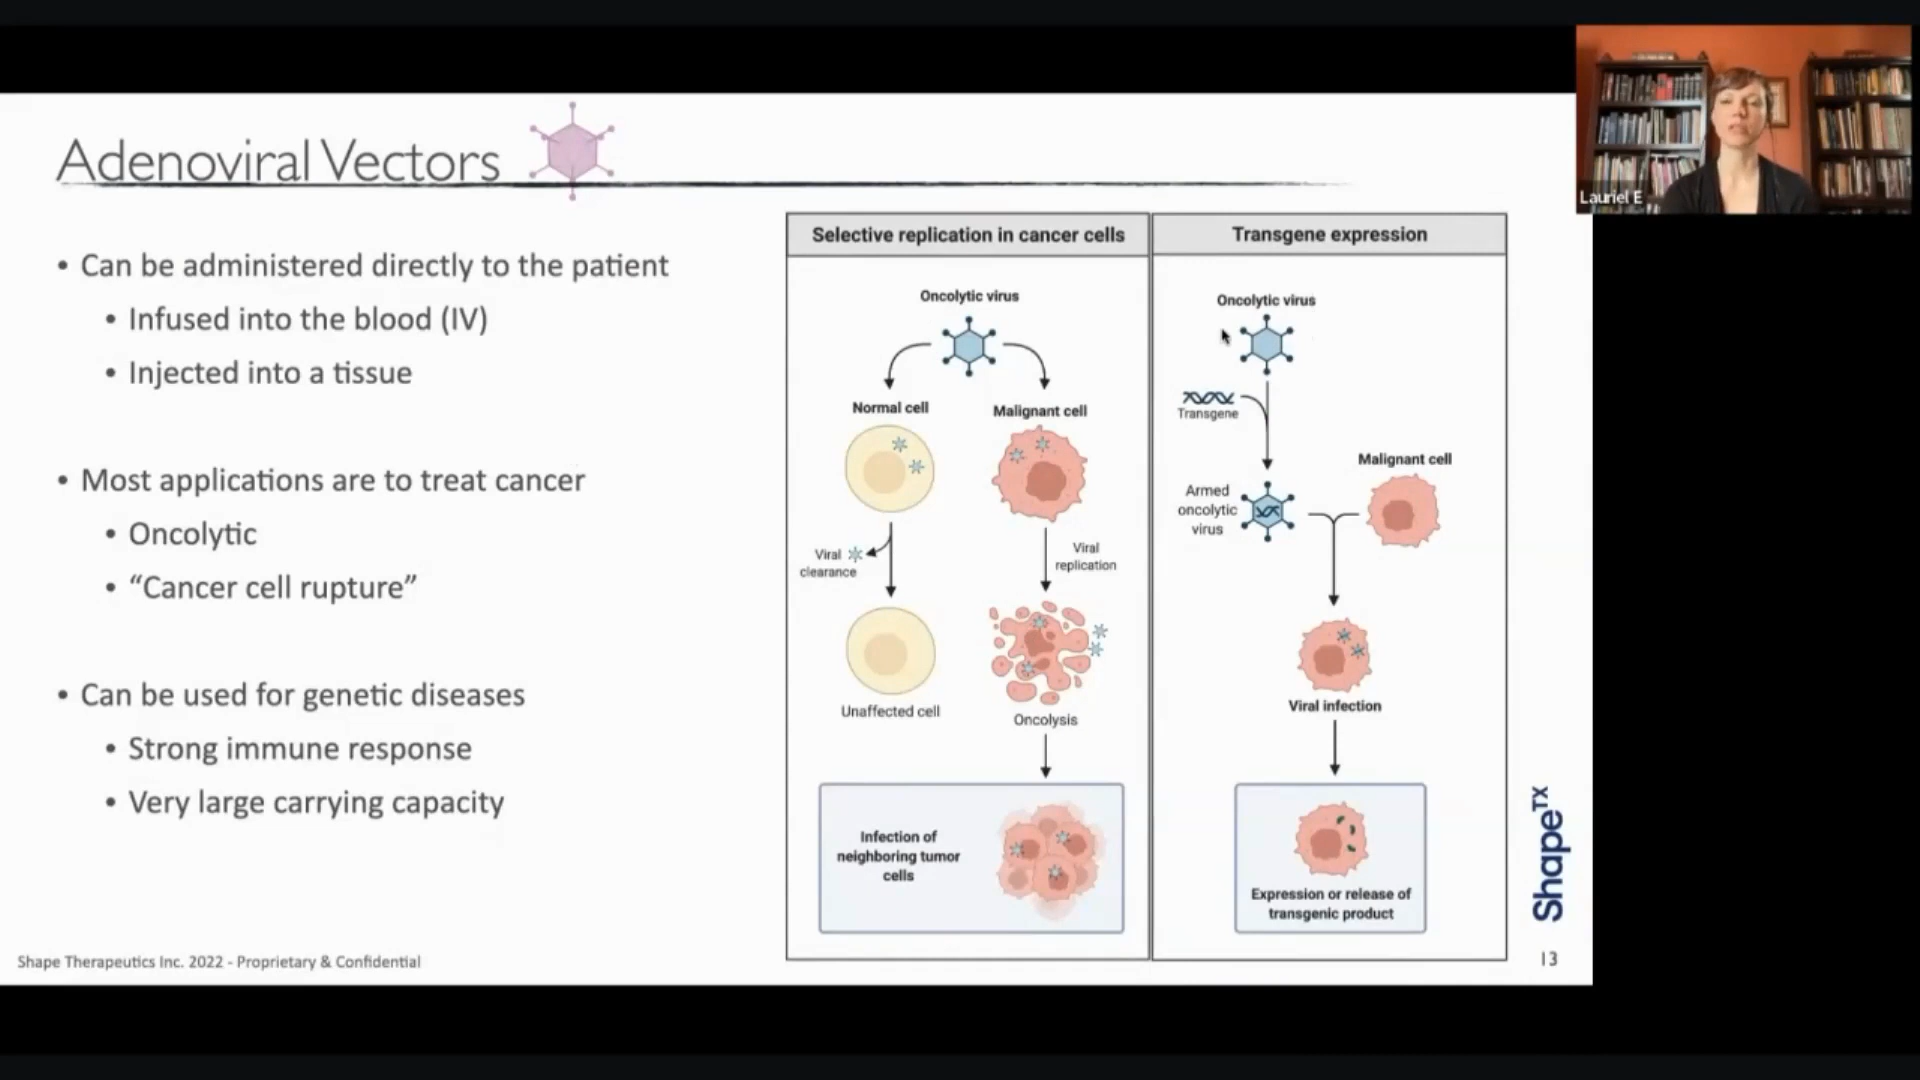 Adenoviral Vectors
• Can be administered directly to the patient
• Infused into the blood (IV)
• Injected into a tissue
• Most applications are to treat cancer
• Oncolytic
• “Cancer cell rupture”
• Can be used for genetic diseases
• Strong immune response
• Very large carrying capacity
Selective replication in cancer cells
Oncolytic virus
Normal cell
Malignant cell
Viral
clearance
Viral
replication
Unaffected cell
Oncolysis
Infection of
neighboring tumor
cells
Transgene expression
Oncolytic virus
Transgene
Malignant cell
Armed
oncolytic
virus
Viral infection
Expression or release of
transgenic product
ShapeTX
Shape Therapeutics Inc. 2022 - Proprietary & Confidential
13
Lauriel E